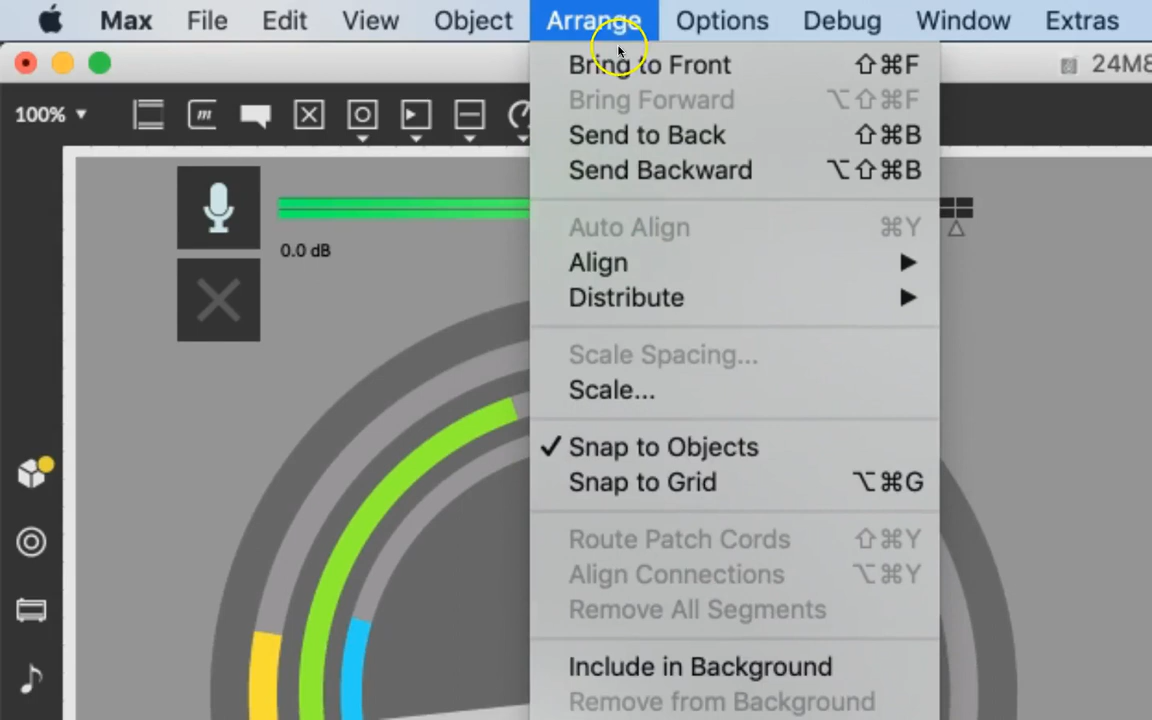 Max File Edit View Object Arrange Options Debug Window Extras
24M8
100%
m
0.0 dB
Bring to Front ⇧⌘F
Bring Forward ⌥⇧⌘F
Send to Back ⇧⌘B
Send Backward ⌥⇧⌘B
Auto Align ⌘Y
Align
Distribute
Scale Spacing...
Scale...
✓ Snap to Objects
Snap to Grid ⌥⌘G
Route Patch Cords ⇧⌘Y
Align Connections ⌥⌘Y
Remove All Segments
Include in Background
Remove from Background